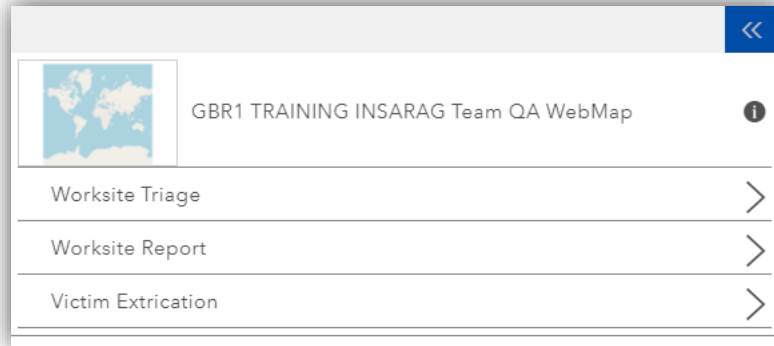 GBR1 TRAINING INSARAG Team QA WebMap
Worksite Triage
Worksite Report
Victim Extrication